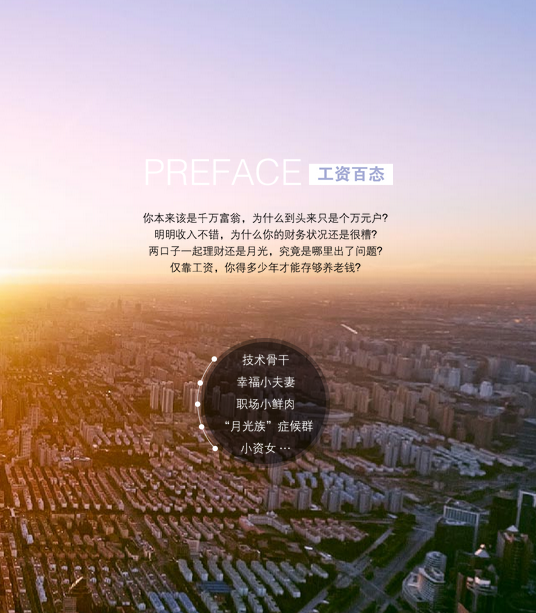 PREFACE 工资百态
你本来该是千万富翁，为什么到头来只是个万元户？
明明收入不错，为什么你的财务状况还是很糟？
两口子一起理财还是月光，究竟是哪里出了问题？
仅靠工资，你得多少年才能存够养老钱？
技术骨干
幸福小夫妻
职场小鲜肉
“月光族”症候群
小资女…